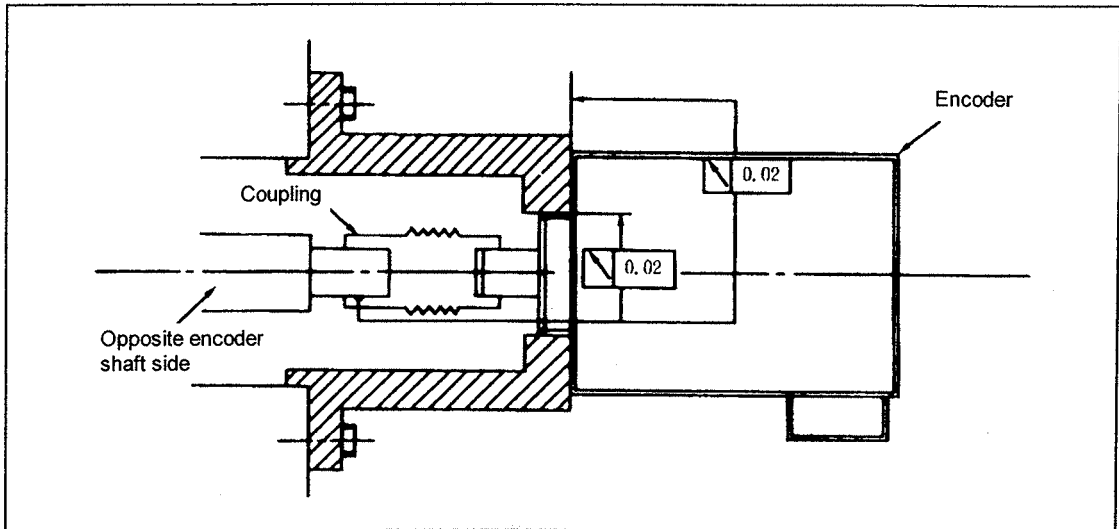 Encoder
0.02
Coupling
0.02
Opposite encoder
shaft side